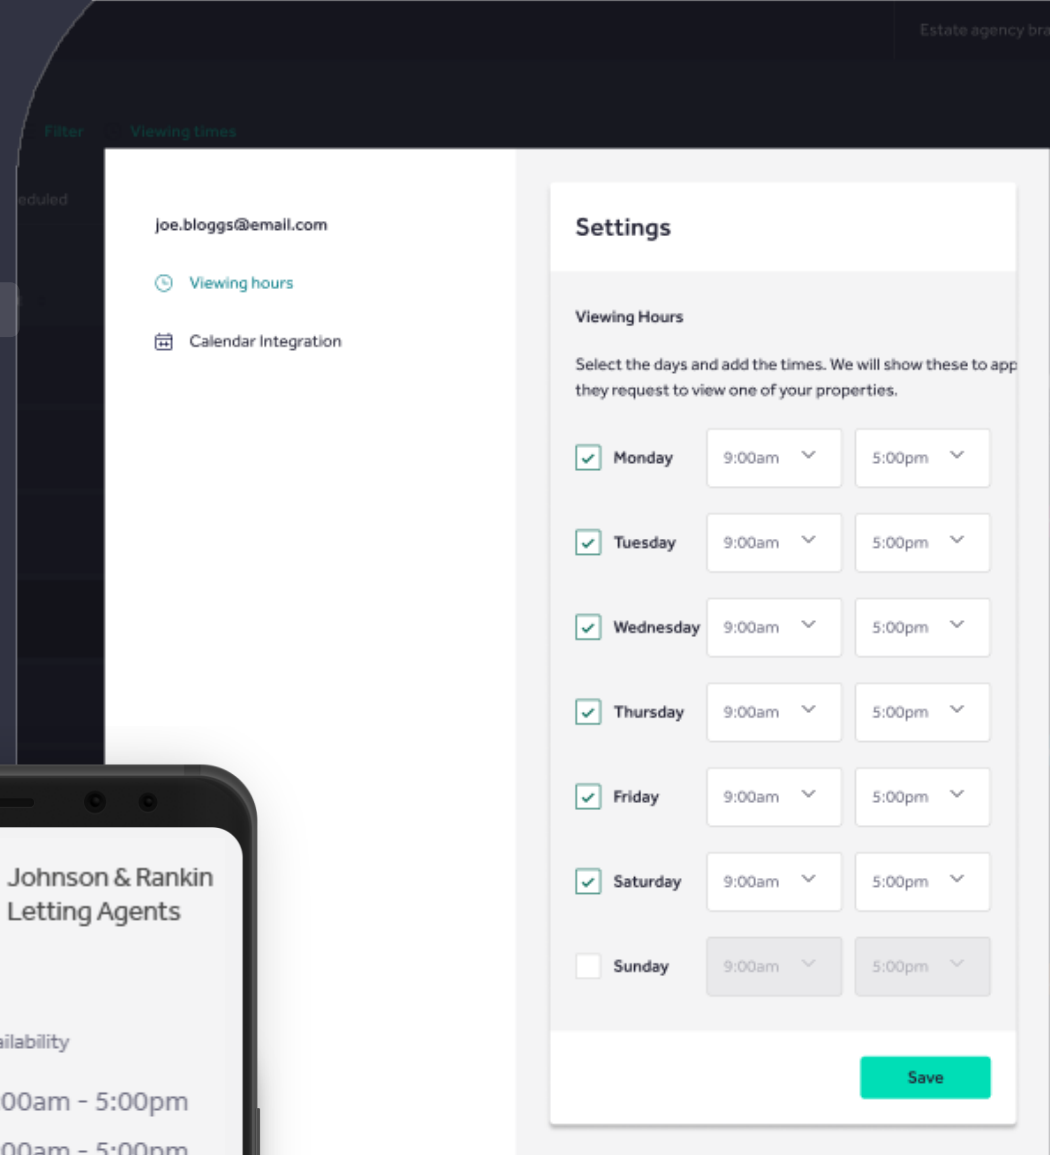 Estate agency
Filter
Viewing times
joe.bloggs@email.com
Viewing hours
Calendar Integration
Settings
Viewing Hours
Select the days and add the times. We will show these to app
they request to view one of your properties.
Monday 9:00am 5:00pm
Tuesday 9:00am 5:00pm
Wednesday 9:00am 5:00pm
Thursday 9:00am 5:00pm
Friday 9:00am 5:00pm
Saturday 9:00am 5:00pm
Sunday 9:00am 5:00pm
Save
Johnson & Rankin
Letting Agents
ailability
00am - 5:00pm
00am - 5:00pm